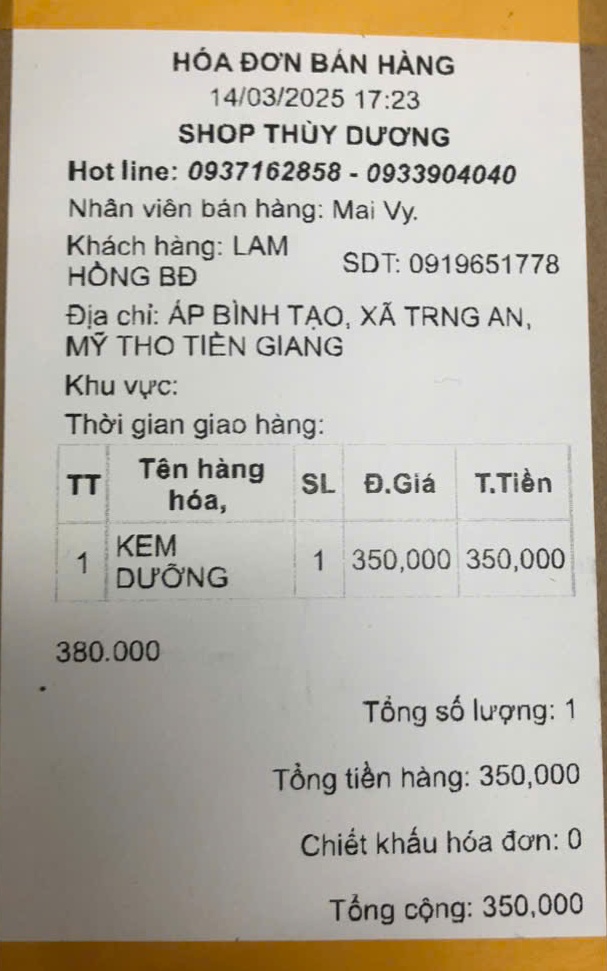 HÓA ĐƠN BÁN HÀNG
14/03/2025 17:23
SHOP THÙY DƯƠNG
Hot line: 0937162858 - 0933904040
Nhân viên bán hàng: Mai Vy.
Khách hàng: LAM HỒNG BĐ
SDT: 0919651778
Địa chỉ: ÁP BÌNH TẠO, XÃ TRNG AN,
MỸ THO TIỀN GIANG
Khu vực:
Thời gian giao hàng:
TT Tên hàng hóa, SL Đ.Giá T.Tiền
1 KEM DƯỠNG 1 350,000 350,000
380.000
Tổng số lượng: 1
Tổng tiền hàng: 350,000
Chiết khấu hóa đơn: 0
Tổng cộng: 350,000